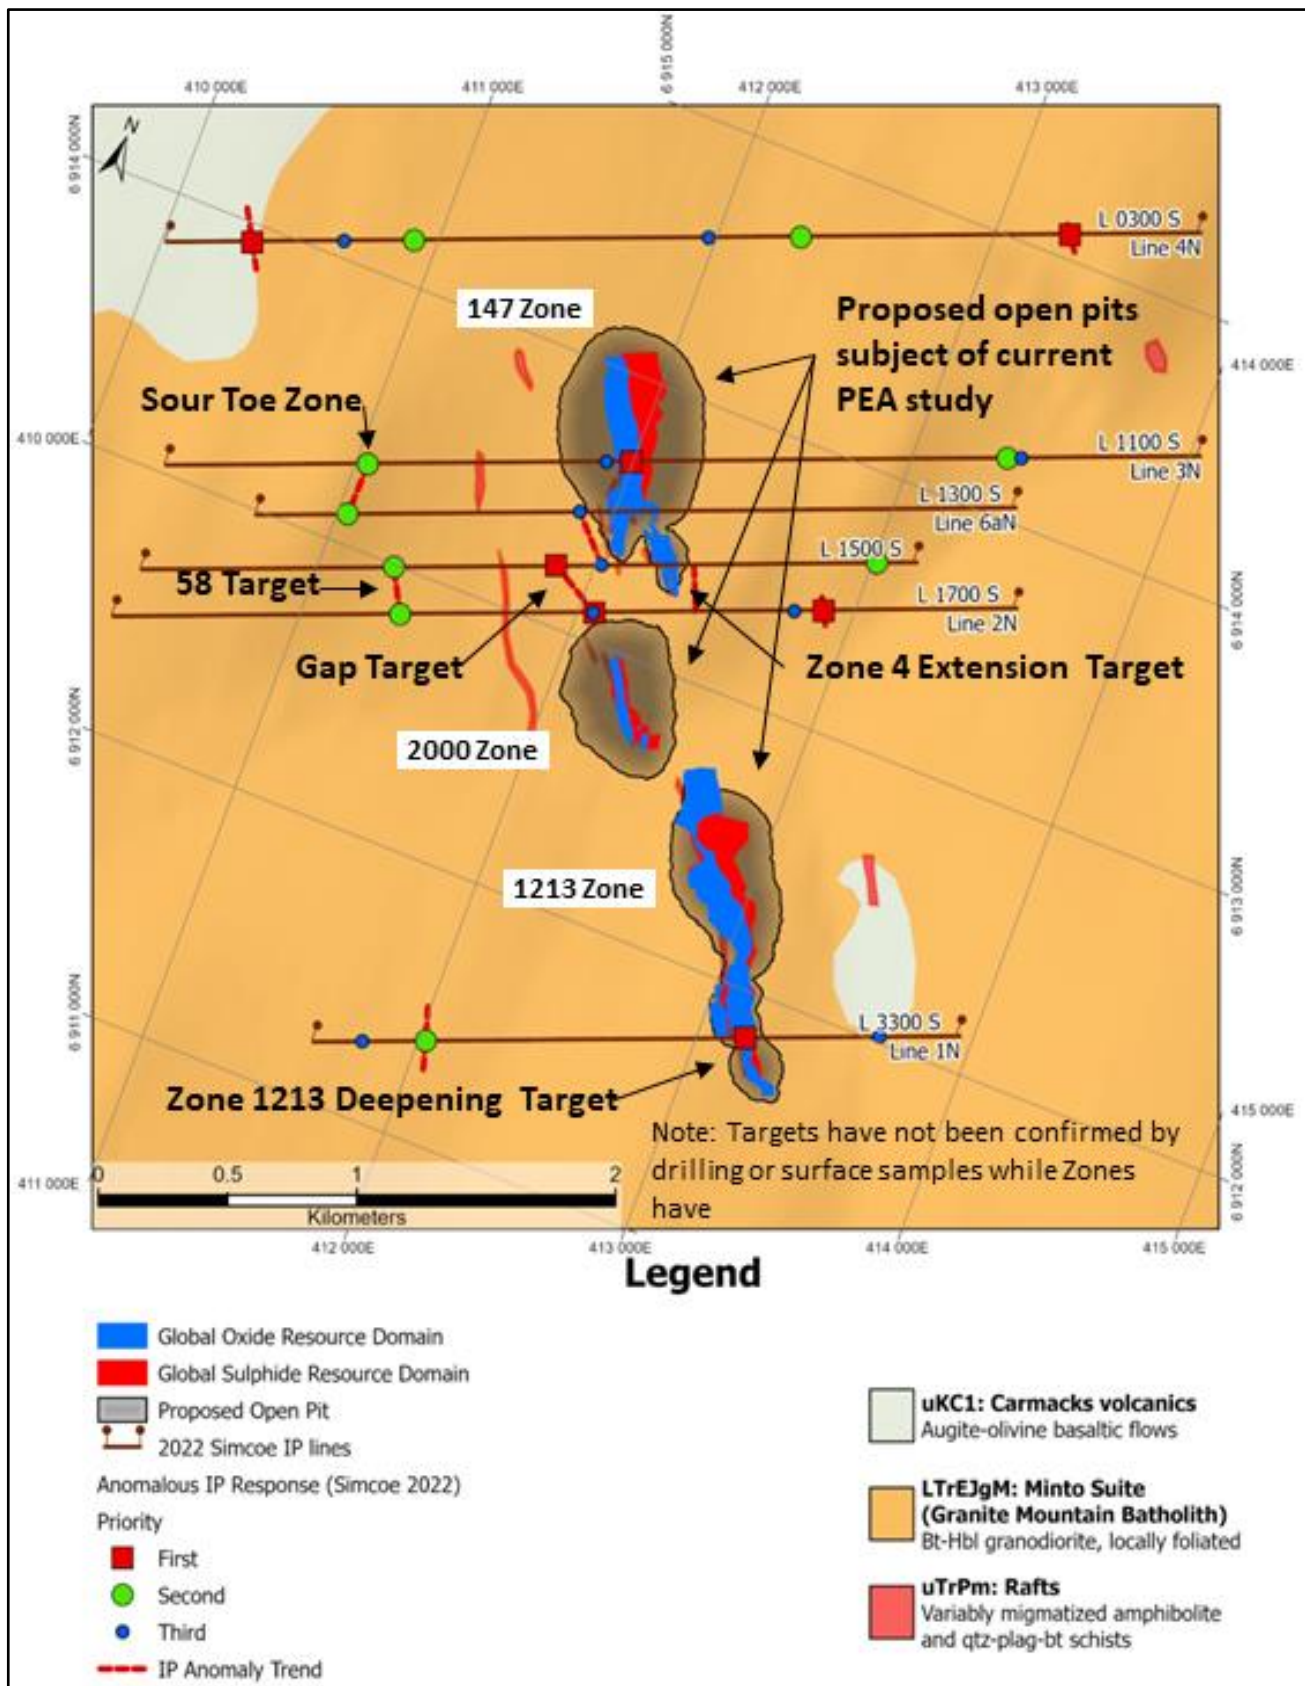 6 915 000N
410 000E
411 000E
412 000E
413 000E
6 914 000N
N
L 0300 S
Line 4N
147 Zone
Proposed open pits
subject of current
PEA study
414 000E
Sour Toe Zone
410 000E
L 1100 S
Line 3N
L 1300 S
Line 6aN
L 1500 S
58 Target
L 1700 S
Line 2N
6 914 000N
Gap Target
Zone 4 Extension Target
6 912 000N
2000 Zone
1213 Zone
6 913 000N
6 911 000N
L 3300 S
Line 1N
Zone 1213 Deepening Target
415 000E
Note: Targets have not been confirmed by
drilling or surface samples while Zones
have
0 0.5 1 2
Kilometers
411 000E
6 912 000N
412 000E
413 000E
414 000E
415 000E
Legend
Global Oxide Resource Domain
Global Sulphide Resource Domain
Proposed Open Pit
2022 Simcoe IP lines
Anomalous IP Response (Simcoe 2022)
Priority
First
Second
Third
IP Anomaly Trend
uKC1: Carmacks volcanics
Augite-olivine basaltic flows
LTrEJgM: Minto Suite
(Granite Mountain Batholith)
Bt-Hbl granodiorite, locally foliated
uTrPm: Rafts
Variably migmatized amphibolite
and qtz-plag-bt schists